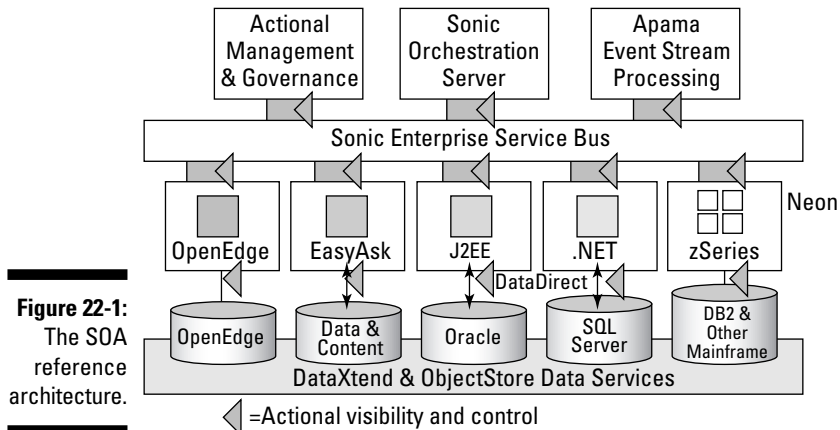 Actional
Management
& Governance
Sonic
Orchestration
Server
Apama
Event Stream
Processing
Sonic Enterprise Service Bus
OpenEdge
EasyAsk
J2EE
.NET
zSeries
Neon
DataDirect
OpenEdge
Data &
Content
Oracle
SQL
Server
DB2 &
Other
Mainframe
DataXtend & ObjectStore Data Services
=Actional visibility and control
Figure 22-1:
The SOA
reference
architecture.